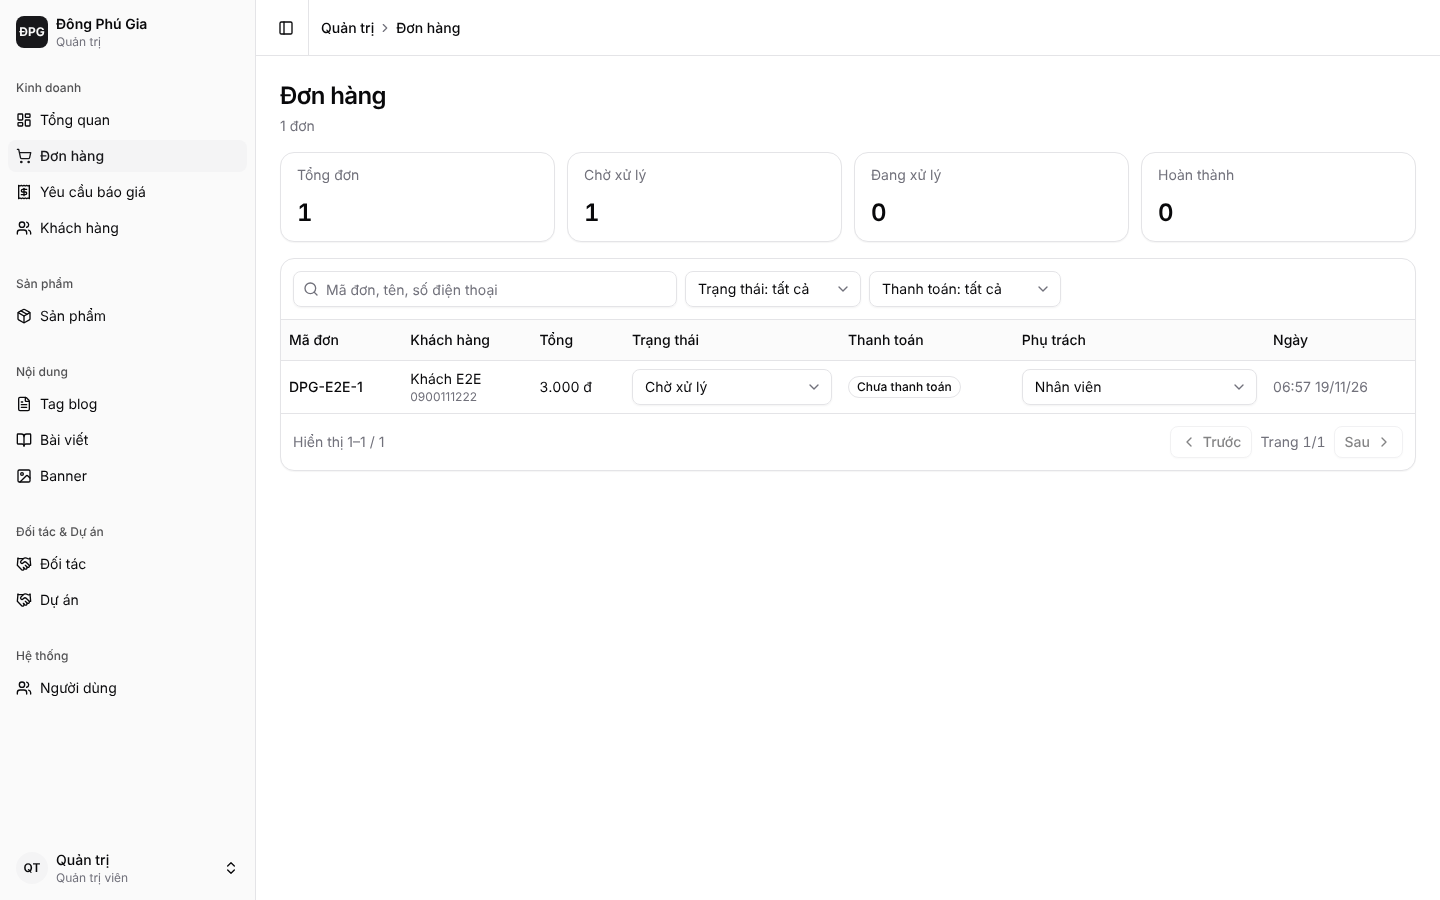 ĐPG
Đông Phú Gia
Quản trị
Kinh doanh
Tổng quan
Đơn hàng
Yêu cầu báo giá
Khách hàng
Sản phẩm
Sản phẩm
Nội dung
Tag blog
Bài viết
Banner
Đối tác & Dự án
Đối tác
Dự án
Hệ thống
Người dùng
QT
Quản trị
Quản trị viên
Quản trị > Đơn hàng
Đơn hàng
1 đơn
Tổng đơn
1
Chờ xử lý
1
Đang xử lý
0
Hoàn thành
0
Mã đơn, tên, số điện thoại
Trạng thái: tất cả
Thanh toán: tất cả
Mã đơn Khách hàng Tổng Trạng thái Thanh toán Phụ trách Ngày
DPG-E2E-1 Khách E2E 3.000 đ Chờ xử lý Chưa thanh toán Nhân viên 06:57 19/11/26
0900111222
Hiển thị 1–1 / 1
Trước Trang 1/1 Sau